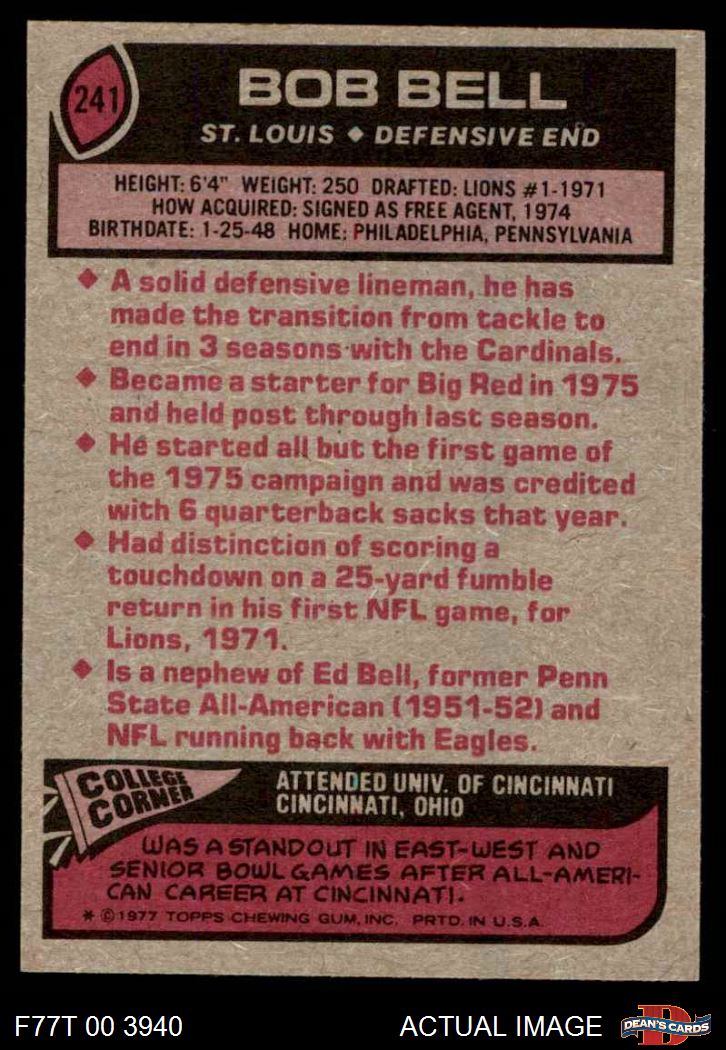 241
BOB BELL
ST. LOUIS ◆ DEFENSIVE END
HEIGHT: 6'4" WEIGHT: 250 DRAFTED: LIONS #1-1971
HOW ACQUIRED: SIGNED AS FREE AGENT, 1974
BIRTHDATE: 1-25-48 HOME: PHILADELPHIA, PENNSYLVANIA
◆ A solid defensive lineman, he has
made the transition from tackle to
end in 3 seasons with the Cardinals.
◆ Became a starter for Big Red in 1975
and held post through last season.
◆ He started all but the first game of
the 1975 campaign and was credited
with 6 quarterback sacks that year.
◆ Had distinction of scoring a
touchdown on a 25-yard fumble
return in his first NFL game, for
Lions, 1971.
◆ Is a nephew of Ed Bell, former Penn
State All-American (1951-52) and
NFL running back with Eagles.
COLLEGE
CORNER
ATTENDED UNIV. OF CINCINNATI
CINCINNATI, OHIO
WAS A STANDOUT IN EAST-WEST AND
SENIOR BOWL GAMES AFTER ALL-AMERI-
CAN CAREER AT CINCINNATI.
* © 1977 TOPPS CHEWING GUM, INC. PRTD. IN U.S.A.
F77T 00 3940
ACTUAL IMAGE
D
DEAN'S CARDS